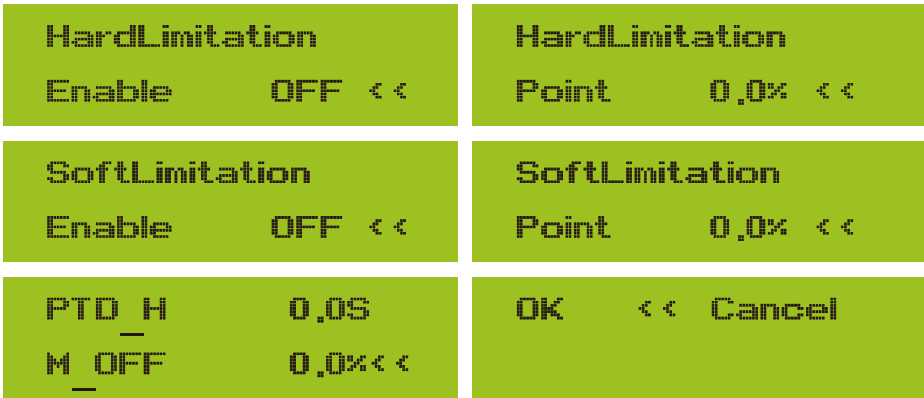 HardLimitation
Enable OFF <<
HardLimitation
Point 0.0% <<
SoftLimitation
Enable OFF <<
SoftLimitation
Point 0.0% <<
PTD_H 0.0S
M_OFF 0.0%<<
OK << Cancel